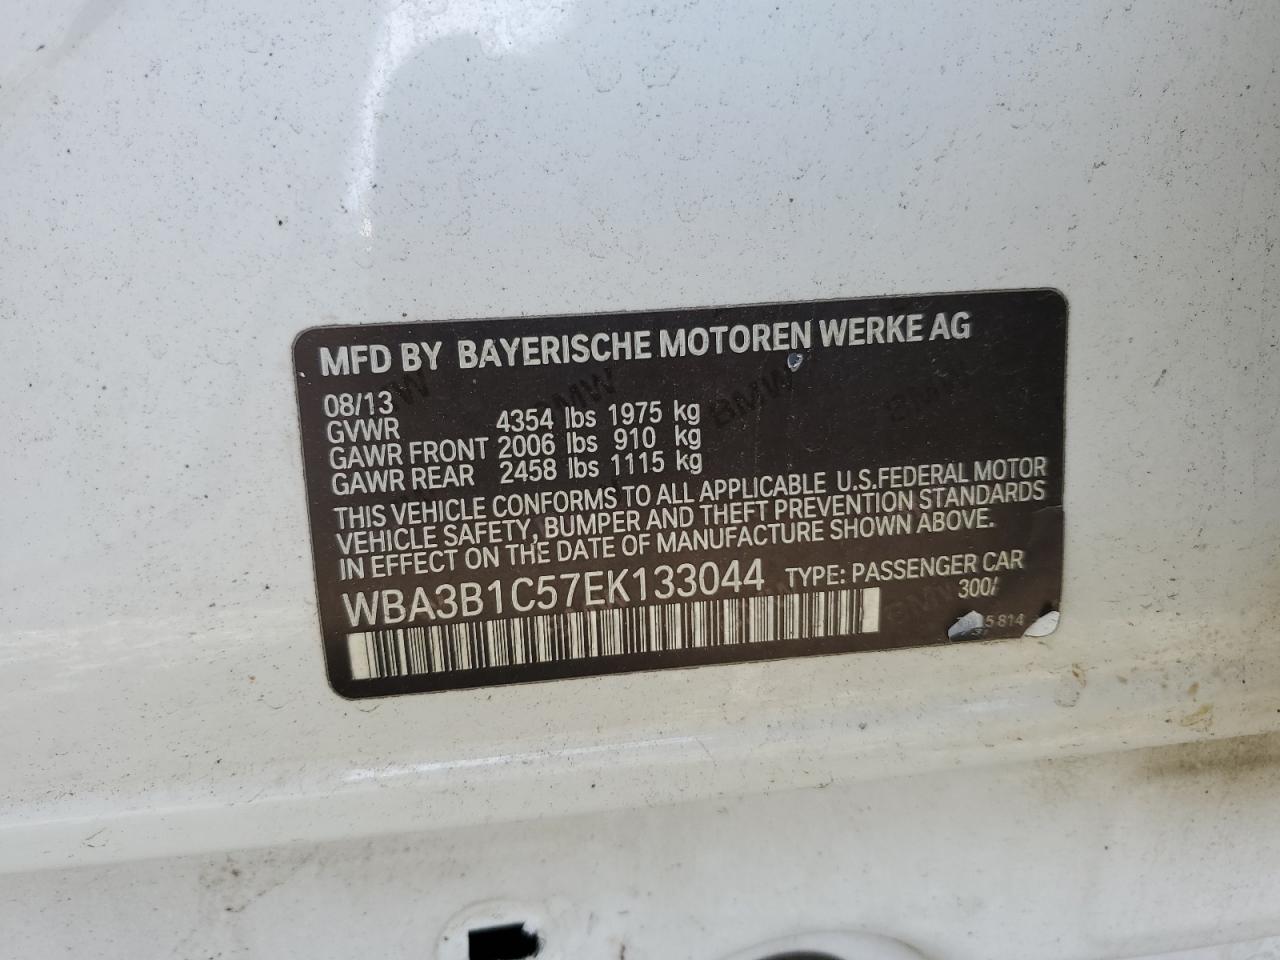 MFD BY BAYERISCHE MOTOREN WERKE AG
08/13
GVWR 4354 lbs 1975 kg
GAWR FRONT 2006 lbs 910 kg
GAWR REAR 2458 lbs 1115 kg
THIS VEHICLE CONFORMS TO ALL APPLICABLE U.S.FEDERAL MOTOR
VEHICLE SAFETY, BUMPER AND THEFT PREVENTION STANDARDS
IN EFFECT ON THE DATE OF MANUFACTURE SHOWN ABOVE.
WBA3B1C57EK133044 TYPE: PASSENGER CAR
300/
814